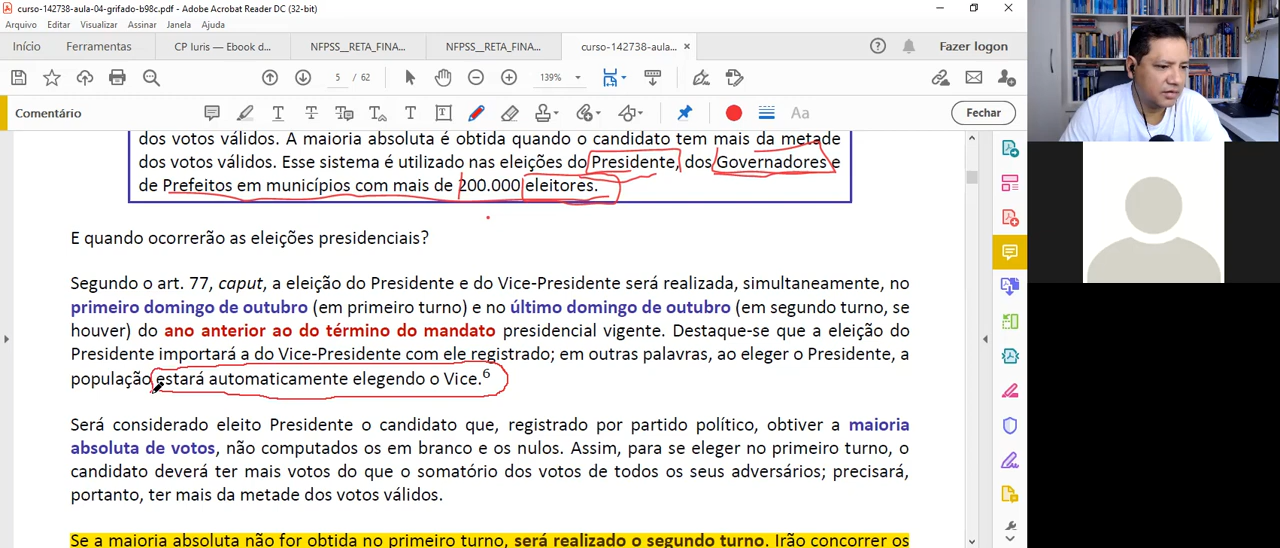 curso-142738-aula-04-grifado-b98c.pdf - Adobe Acrobat Reader DC (32-bit)
Arquivo Editar Visualizar Assinar Janela Ajuda
Início Ferramentas CP Iuris — Ebook d... NFPSS__RETA_FINA... NFPSS__RETA_FINA... curso-142738-aula... × Fazer logon
5 / 62 139%
Comentário Aa Fechar
dos votos válidos. A maioria absoluta é obtida quando o candidato tem mais da metade
dos votos válidos. Esse sistema é utilizado nas eleições do Presidente, dos Governadores e
de Prefeitos em municípios com mais de 200.000 eleitores.
E quando ocorrerão as eleições presidenciais?
Segundo o art. 77, caput, a eleição do Presidente e do Vice-Presidente será realizada, simultaneamente, no
primeiro domingo de outubro (em primeiro turno) e no último domingo de outubro (em segundo turno, se
houver) do ano anterior ao do término do mandato presidencial vigente. Destaque-se que a eleição do
Presidente importará a do Vice-Presidente com ele registrado; em outras palavras, ao eleger o Presidente, a
população estará automaticamente elegendo o Vice.6
Será considerado eleito Presidente o candidato que, registrado por partido político, obtiver a maioria
absoluta de votos, não computados os em branco e os nulos. Assim, para se eleger no primeiro turno, o
candidato deverá ter mais votos do que o somatório dos votos de todos os seus adversários; precisará,
portanto, ter mais da metade dos votos válidos.
Se a maioria absoluta não for obtida no primeiro turno, será realizado o segundo turno. Irão concorrer os